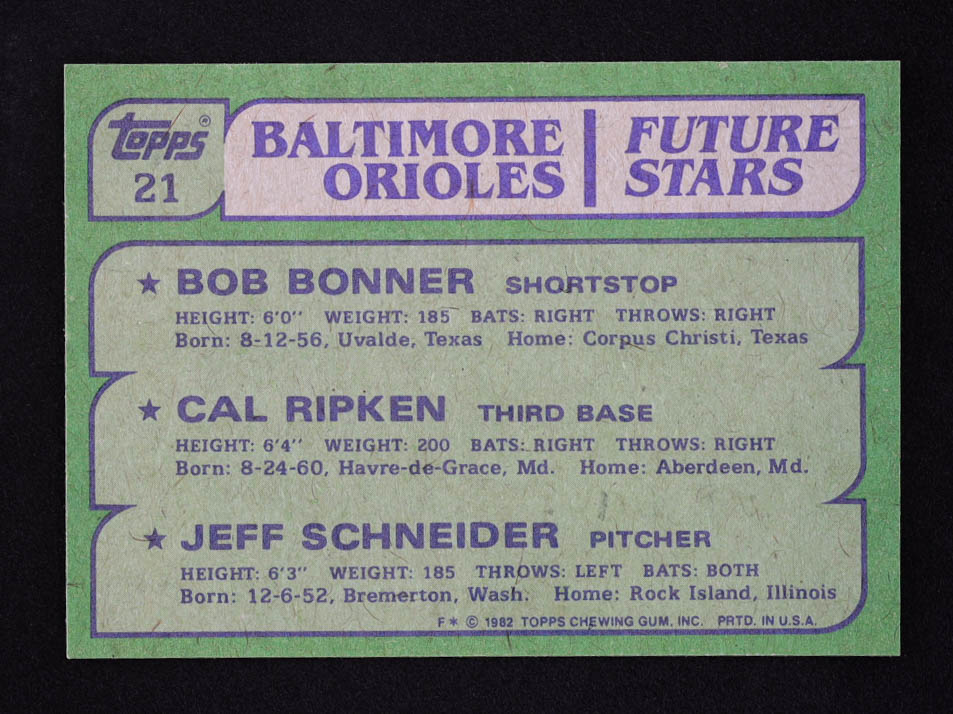 Topps®
21
BALTIMORE ORIOLES
FUTURE STARS
★ BOB BONNER SHORTSTOP
HEIGHT: 6'0" WEIGHT: 185 BATS: RIGHT THROWS: RIGHT
Born: 8-12-56, Uvalde, Texas Home: Corpus Christi, Texas
★ CAL RIPKEN THIRD BASE
HEIGHT: 6'4" WEIGHT: 200 BATS: RIGHT THROWS: RIGHT
Born: 8-24-60, Havre-de-Grace, Md. Home: Aberdeen, Md.
★ JEFF SCHNEIDER PITCHER
HEIGHT: 6'3" WEIGHT: 185 THROWS: LEFT BATS: BOTH
Born: 12-6-52, Bremerton, Wash. Home: Rock Island, Illinois
F* © 1982 TOPPS CHEWING GUM, INC. PRTD. IN U.S.A.